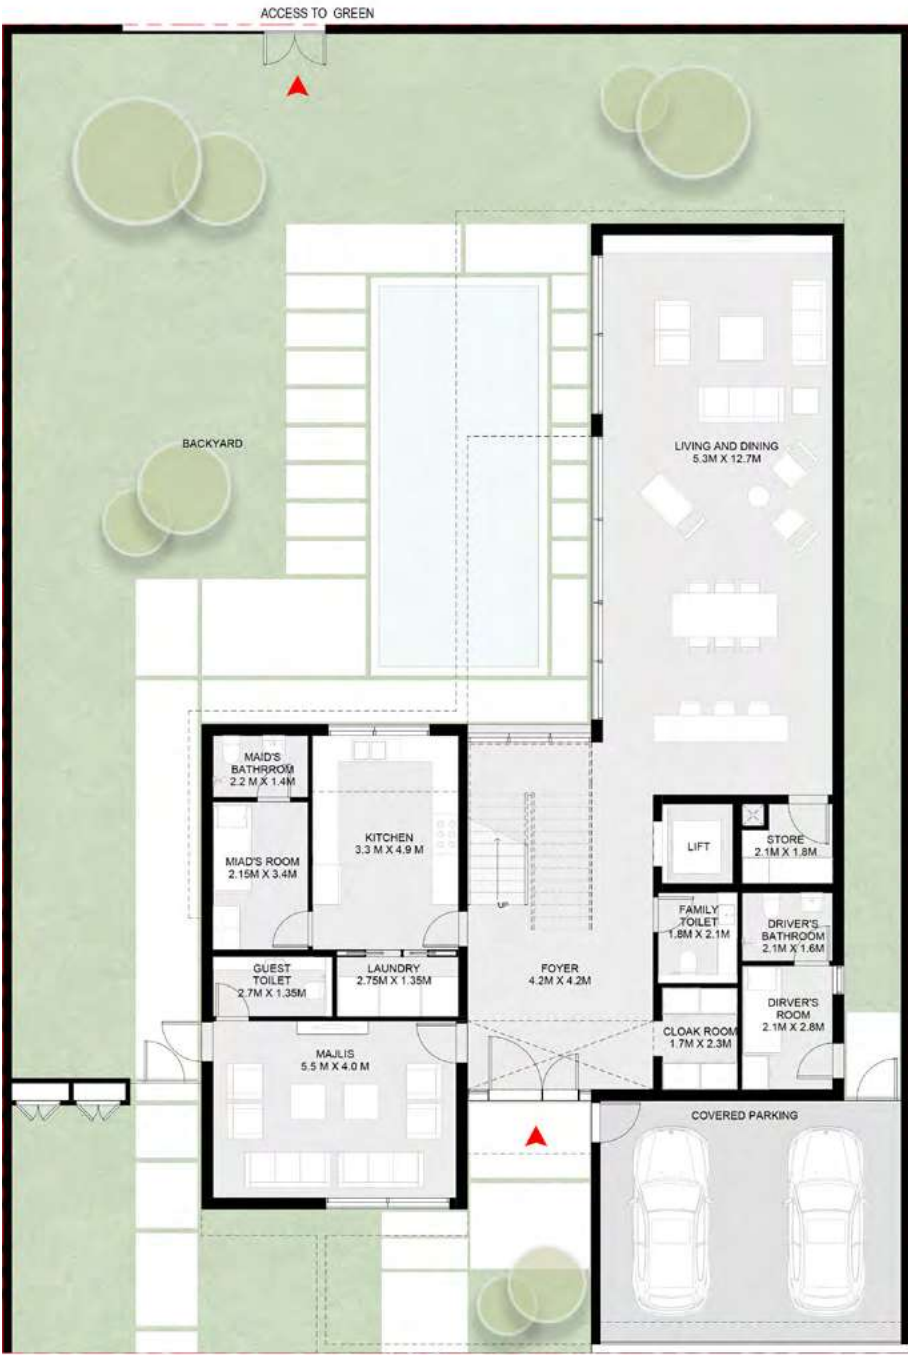 ACCESS TO GREEN
BACKYARD
LIVING AND DINING
5.3M X 12.7M
MAID'S
BATHRROM
2.2 M X 1.4M
KITCHEN
3.3 M X 4.9 M
MIAD'S ROOM
2.15M X 3.4M
UP
LIFT
STORE
2.1M X 1.8M
FAMILY
TOILET
1.8M X 2.1M
DRIVER'S
BATHROOM
2.1M X 1.6M
GUEST
TOILET
2.7M X 1.35M
LAUNDRY
2.75M X 1.35M
FOYER
4.2M X 4.2M
DIRVER'S
ROOM
2.1M X 2.8M
CLOAK ROOM
1.7M X 2.3M
MAJLIS
5.5 M X 4.0 M
COVERED PARKING